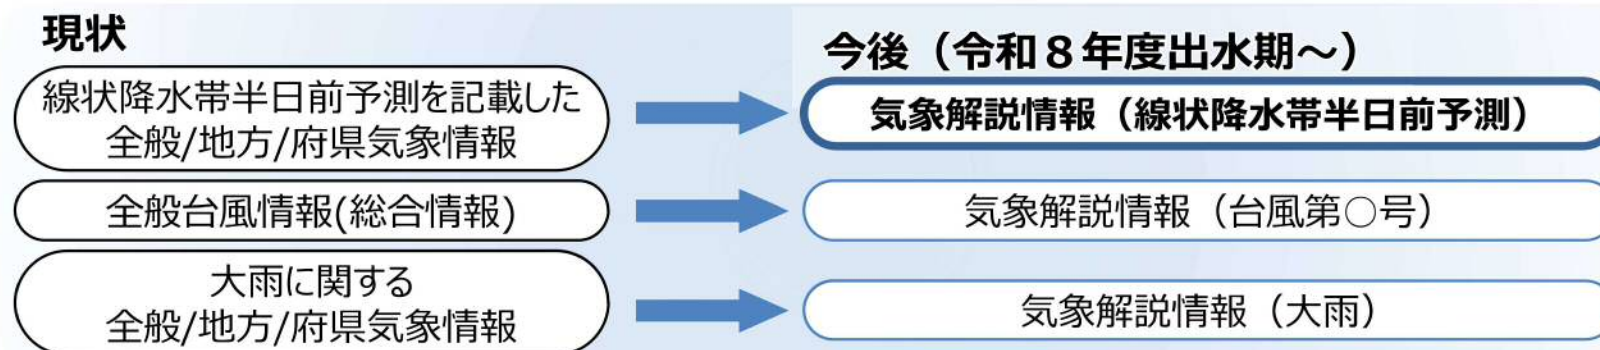 現状
線状降水帯半日前予測を記載した
全般/地方/府県気象情報
全般台風情報(総合情報)
大雨に関する
全般/地方/府県気象情報
今後（令和８年度出水期～）
気象解説情報（線状降水帯半日前予測）
気象解説情報（台風第○号）
気象解説情報（大雨）